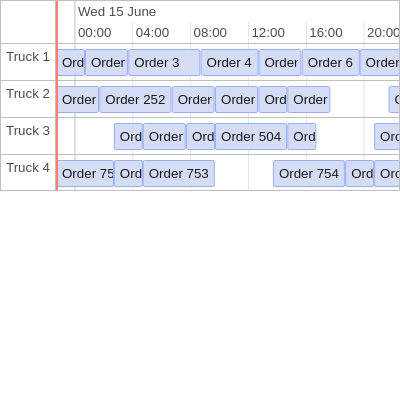 Wed 15 June
00:00 04:00 08:00 12:00 16:00 20:00
Truck 1 Ord Order Order 3 Order 4 Order Order 6 Order
Truck 2 Order Order 252 Order Order Ord Order O
Truck 3 Ord Order Ord Order 504 Ord Ord
Truck 4 Order 75 Ord Order 753 Order 754 Ord Ord